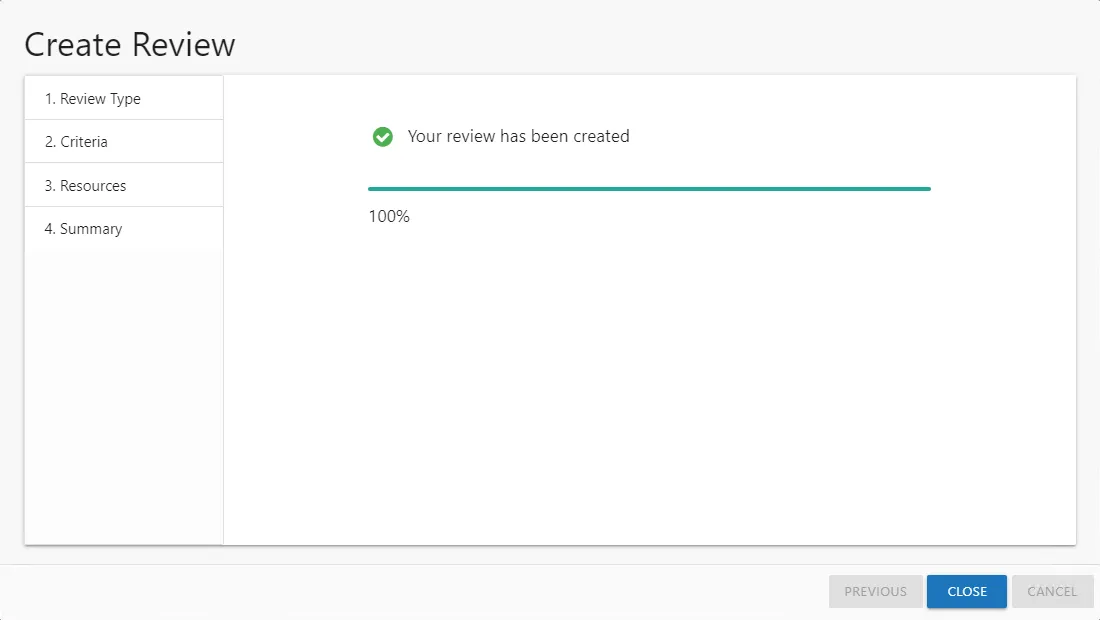 Create Review
1. Review Type
2. Criteria
3. Resources
4. Summary
Your review has been created
100%
PREVIOUS
CLOSE
CANCEL